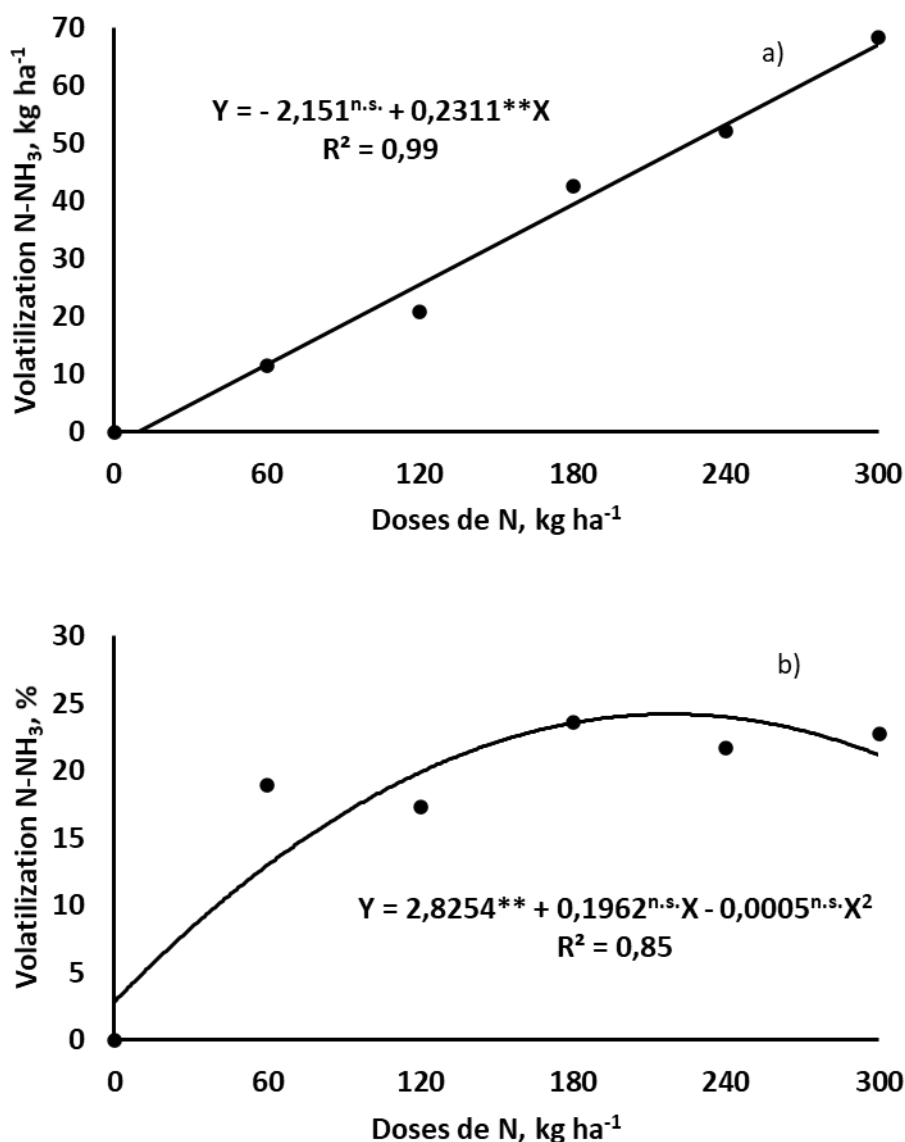 70
60
50
40
30
20
10
0
Volatilization N-NH₃, kg ha⁻¹
a)
Y = - 2,151ⁿ·ˢ· + 0,2311**X
R² = 0,99
0 60 120 180 240 300
Doses de N, kg ha⁻¹
30
25
20
15
10
5
0
Volatilization N-NH₃, %
b)
Y = 2,8254** + 0,1962ⁿ·ˢ·X - 0,0005ⁿ·ˢ·X²
R² = 0,85
0 60 120 180 240 300
Doses de N, kg ha⁻¹